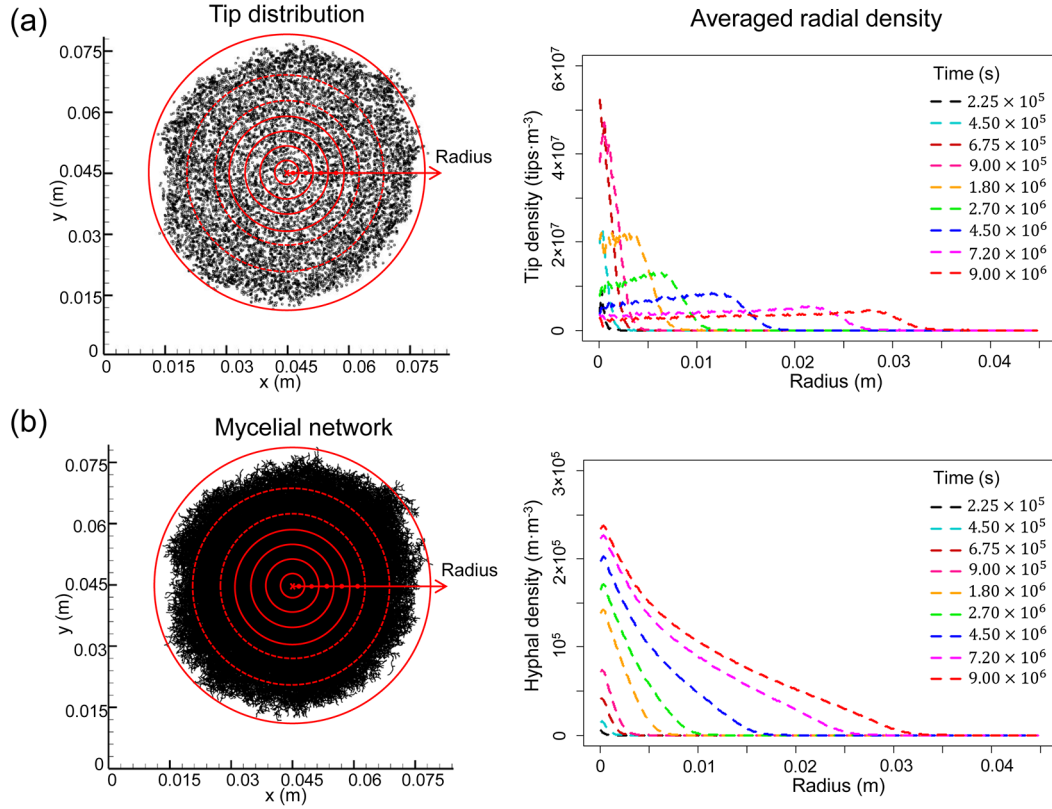 (a)
Tip distribution
Averaged radial density
0.075
0.06
0.045
0.031
0.015
0
y (m)
Radius
0 0.015 0.03 0.045 0.06 0.075
x (m)
6×10⁷
4×10⁷
2×10⁷
0
Tip density (tips·m⁻³)
Time (s)
2.25 × 10⁵
4.50 × 10⁵
6.75 × 10⁵
9.00 × 10⁵
1.80 × 10⁶
2.70 × 10⁶
4.50 × 10⁶
7.20 × 10⁶
9.00 × 10⁶
0 0.01 0.02 0.03 0.04
Radius (m)
(b)
Mycelial network
0.075
0.06
0.045
0.03
0.015
0
y (m)
Radius
0 0.015 0.03 0.045 0.06 0.075
x (m)
3×10⁵
2×10⁵
10⁵
0
Hyphal density (m·m⁻³)
Time (s)
2.25 × 10⁵
4.50 × 10⁵
6.75 × 10⁵
9.00 × 10⁵
1.80 × 10⁶
2.70 × 10⁶
4.50 × 10⁶
7.20 × 10⁶
9.00 × 10⁶
0 0.01 0.02 0.03 0.04
Radius (m)